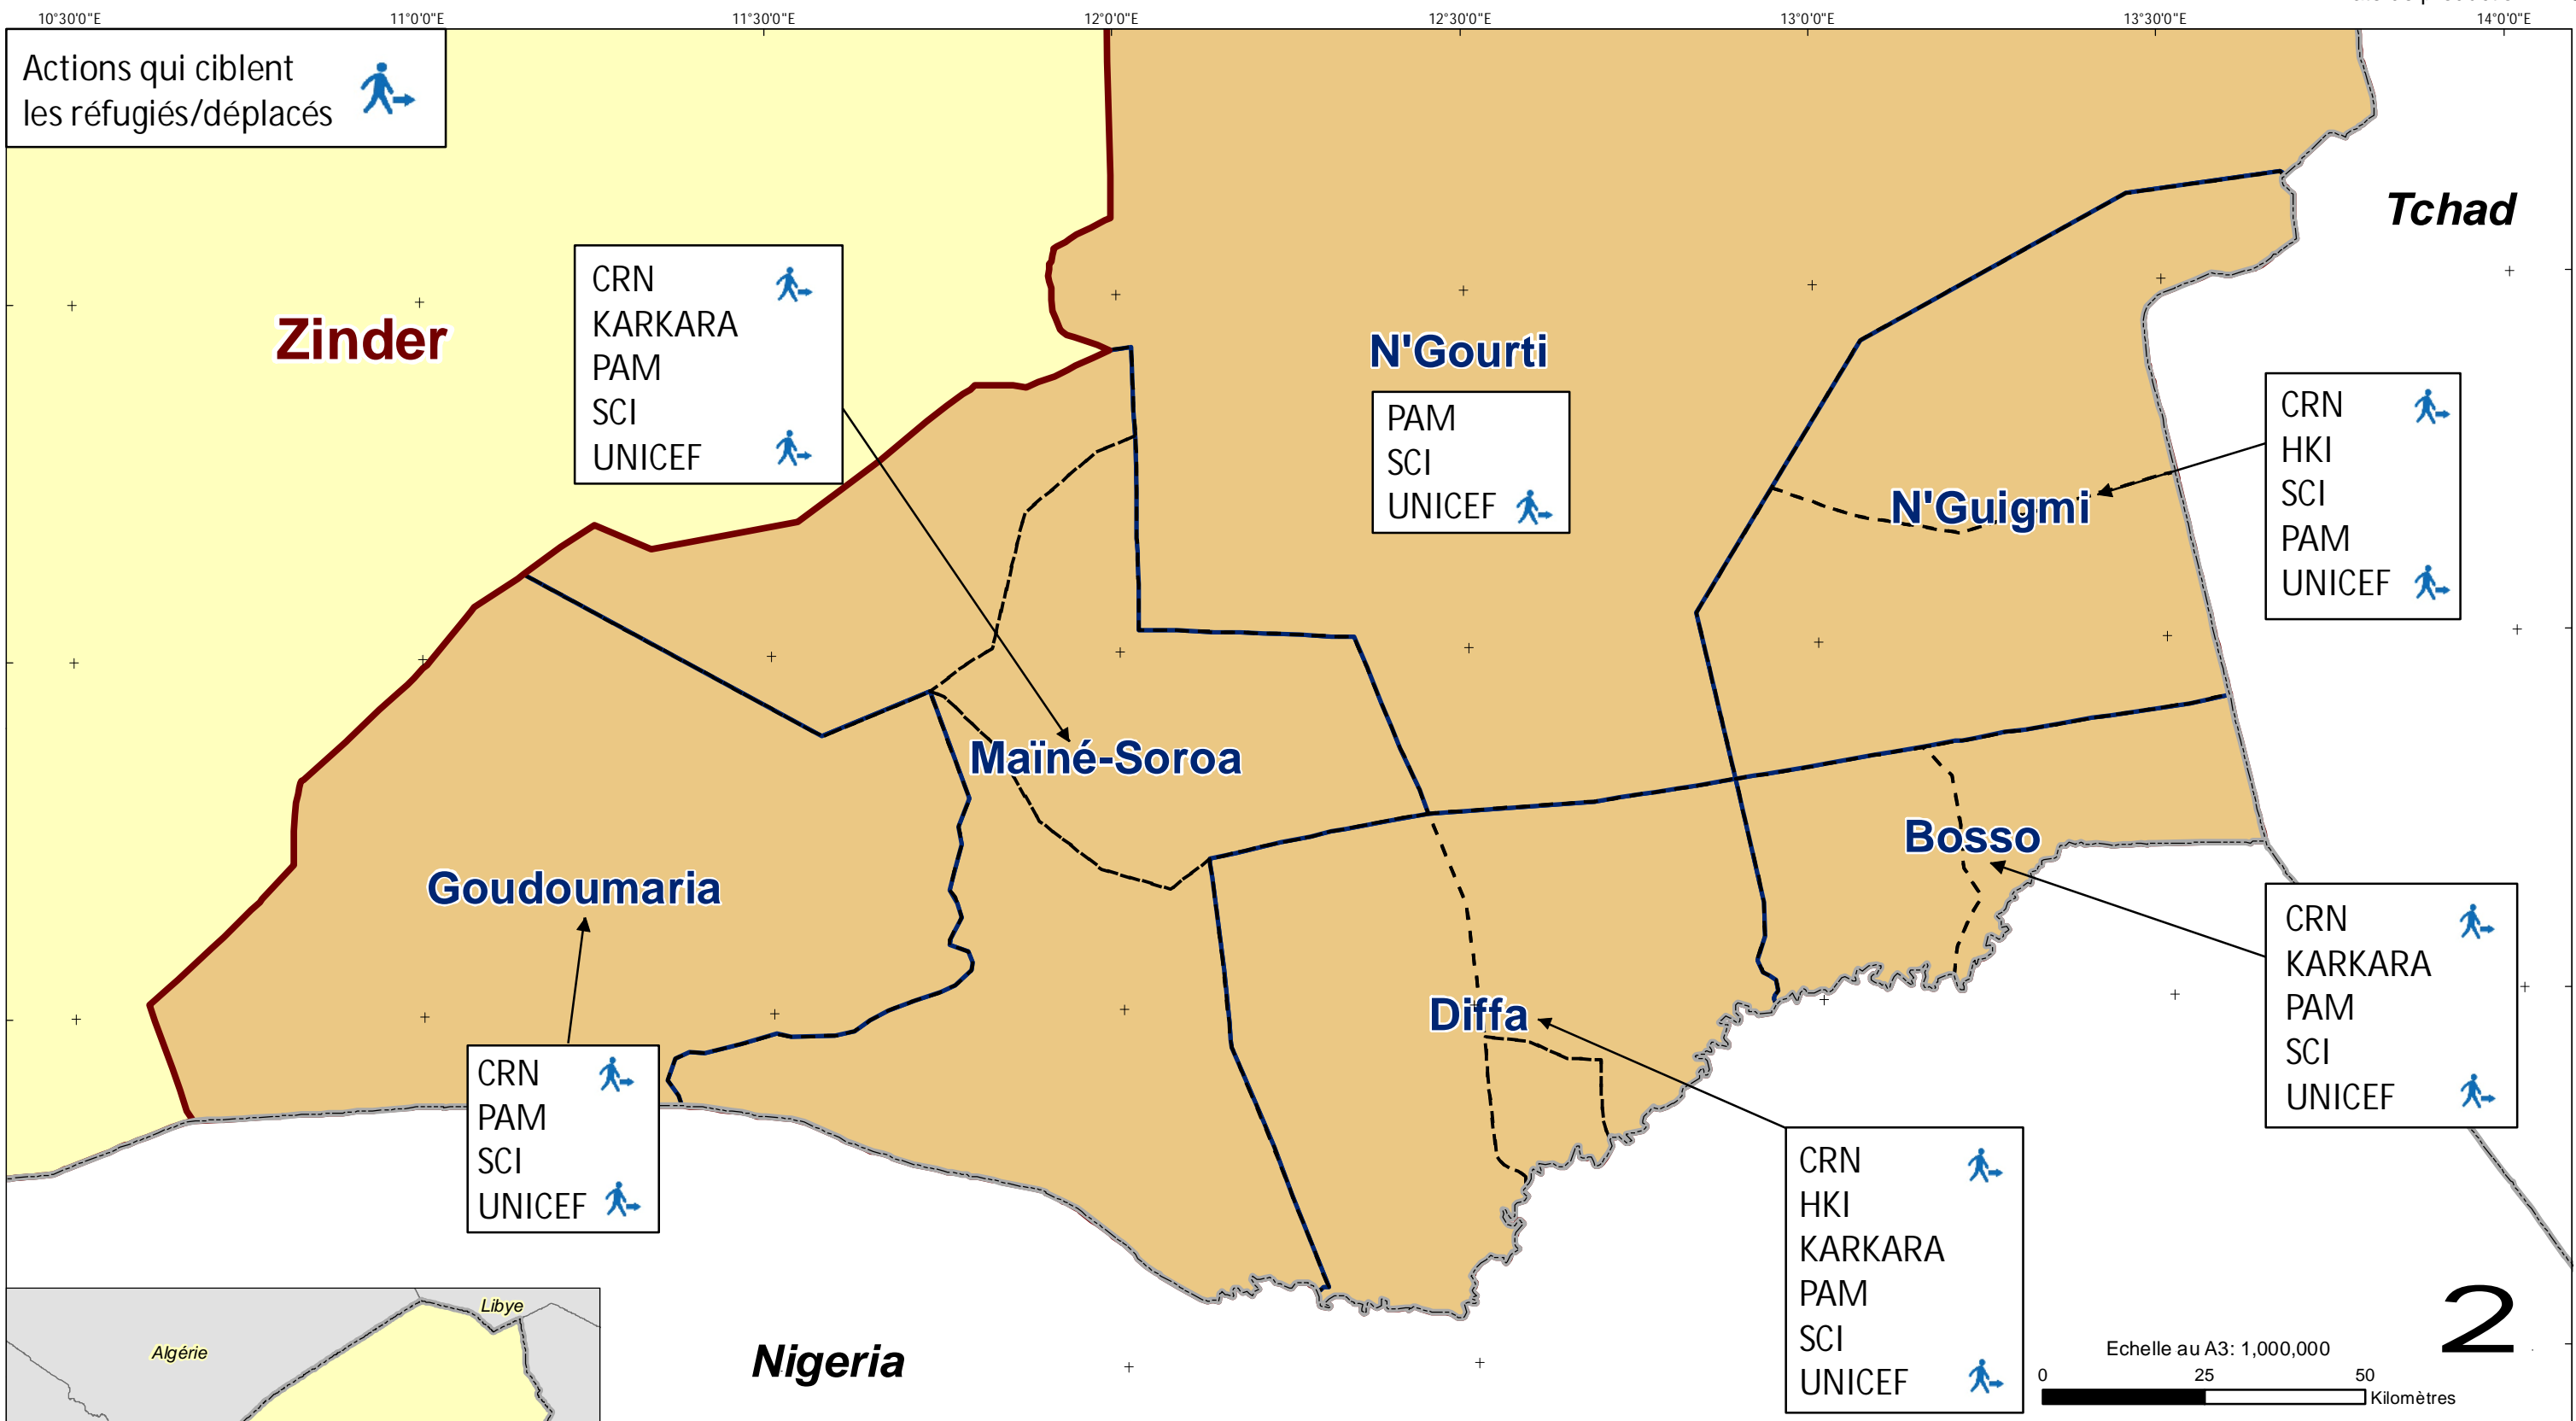 10°30'0"E
11°0'0"E
11°30'0"E
12°0'0"E
12°30'0"E
13°0'0"E
13°30'0"E
14°0'0"E
Actions qui ciblent
les réfugiés/déplacés
Tchad
Zinder
CRN
KARKARA
PAM
SCI
UNICEF
N'Gourti
PAM
SCI
UNICEF
CRN
HKI
SCI
PAM
UNICEF
N'Guigmi
Maïné-Soroa
Bosso
Goudoumaria
CRN
KARKARA
PAM
SCI
UNICEF
Diffa
CRN
PAM
SCI
UNICEF
CRN
HKI
KARKARA
PAM
SCI
UNICEF
Libye
Algérie
Nigeria
2
Echelle au A3: 1,000,000
0 25 50
Kilomètres